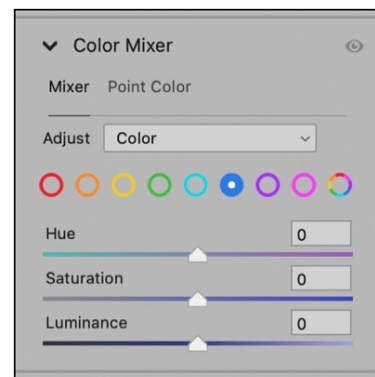 Color Mixer
Mixer Point Color
Adjust Color
Hue 0
Saturation 0
Luminance 0